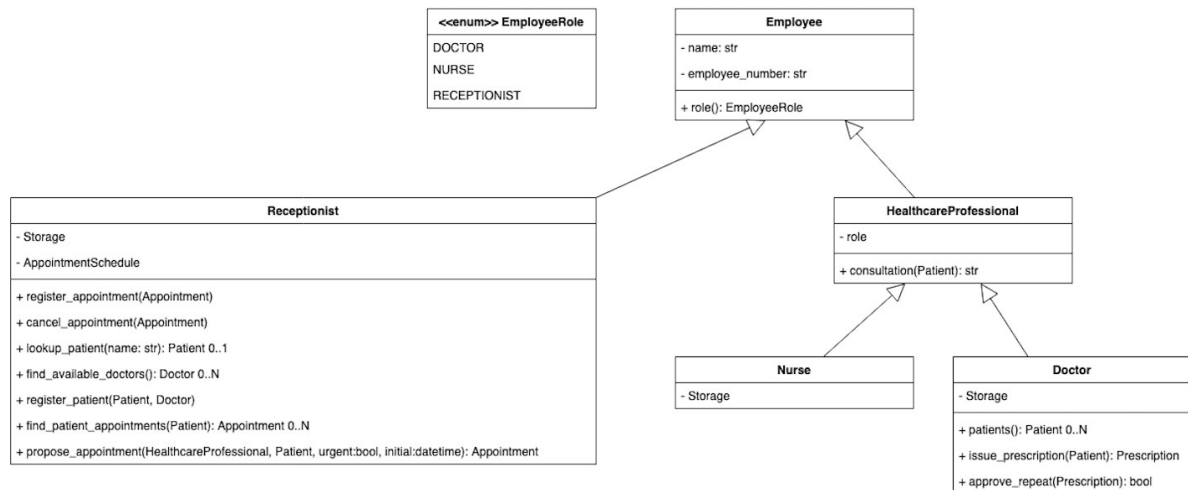 <<enum>> EmployeeRole
DOCTOR
NURSE
RECEPTIONIST
Employee
- name: str
- employee_number: str
+ role(): EmployeeRole
Receptionist
- Storage
- AppointmentSchedule
+ register_appointment(Appointment)
+ cancel_appointment(Appointment)
+ lookup_patient(name: str): Patient 0..1
+ find_available_doctors(): Doctor 0..N
+ register_patient(Patient, Doctor)
+ find_patient_appointments(Patient): Appointment 0..N
+ propose_appointment(HealthcareProfessional, Patient, urgent:bool, initial:datetime): Appointment
HealthcareProfessional
- role
+ consultation(Patient): str
Nurse
- Storage
Doctor
- Storage
+ patients(): Patient 0..N
+ issue_prescription(Patient): Prescription
+ approve_repeat(Prescription): bool